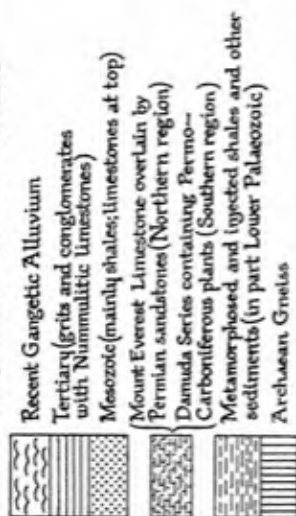 Recent Gangetic Alluvium
Tertiary (grits and conglomerates
with Nummulitic limestones)
Mesozoic (mainly shales; limestones at top)
Mount Everest Limestone overlain by
Permian sandstones (Northern region)
Damuda Series containing Permo-
Carboniferous plants (Southern region)
Metamorphosed and injected shales and other
sediments (in part Lower Palaeozoic)
Archaean Gneiss